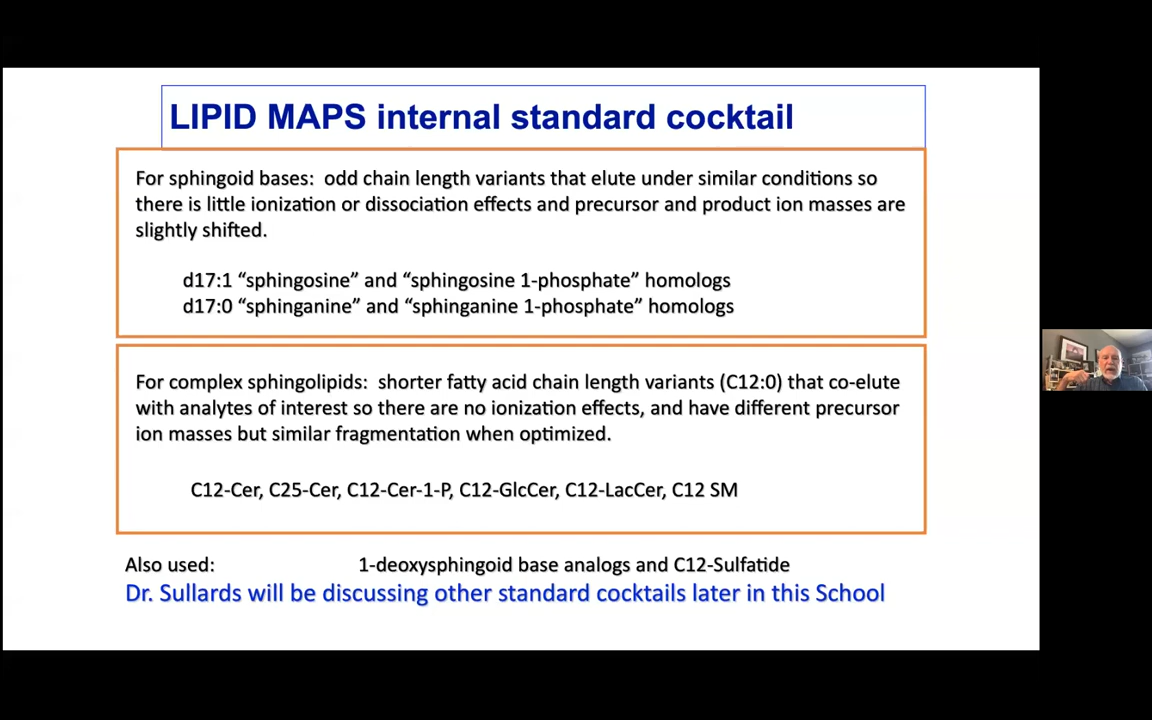 LIPID MAPS internal standard cocktail
For sphingoid bases: odd chain length variants that elute under similar conditions so
there is little ionization or dissociation effects and precursor and product ion masses are
slightly shifted.
d17:1 “sphingosine” and “sphingosine 1-phosphate” homologs
d17:0 “sphinganine” and “sphinganine 1-phosphate” homologs
For complex sphingolipids: shorter fatty acid chain length variants (C12:0) that co-elute
with analytes of interest so there are no ionization effects, and have different precursor
ion masses but similar fragmentation when optimized.
C12-Cer, C25-Cer, C12-Cer-1-P, C12-GlcCer, C12-LacCer, C12 SM
Also used: 1-deoxysphingoid base analogs and C12-Sulfatide
Dr. Sullards will be discussing other standard cocktails later in this School